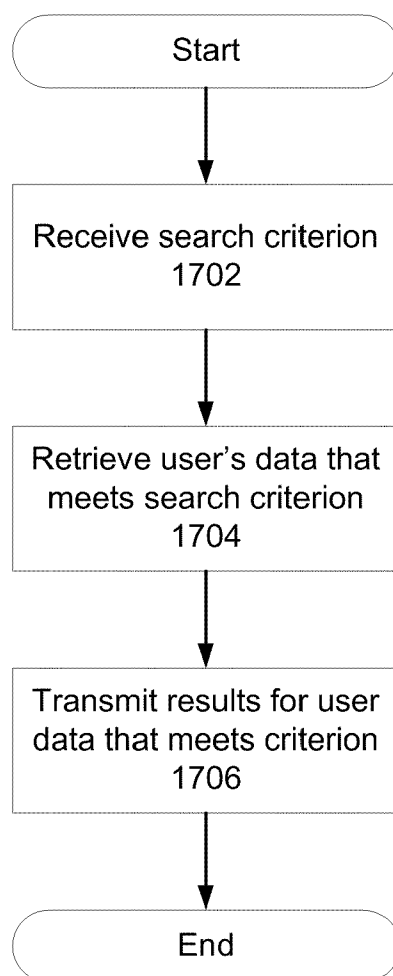 Start
Receive search criterion
1702
Retrieve user's data that
meets search criterion
1704
Transmit results for user
data that meets criterion
1706
End